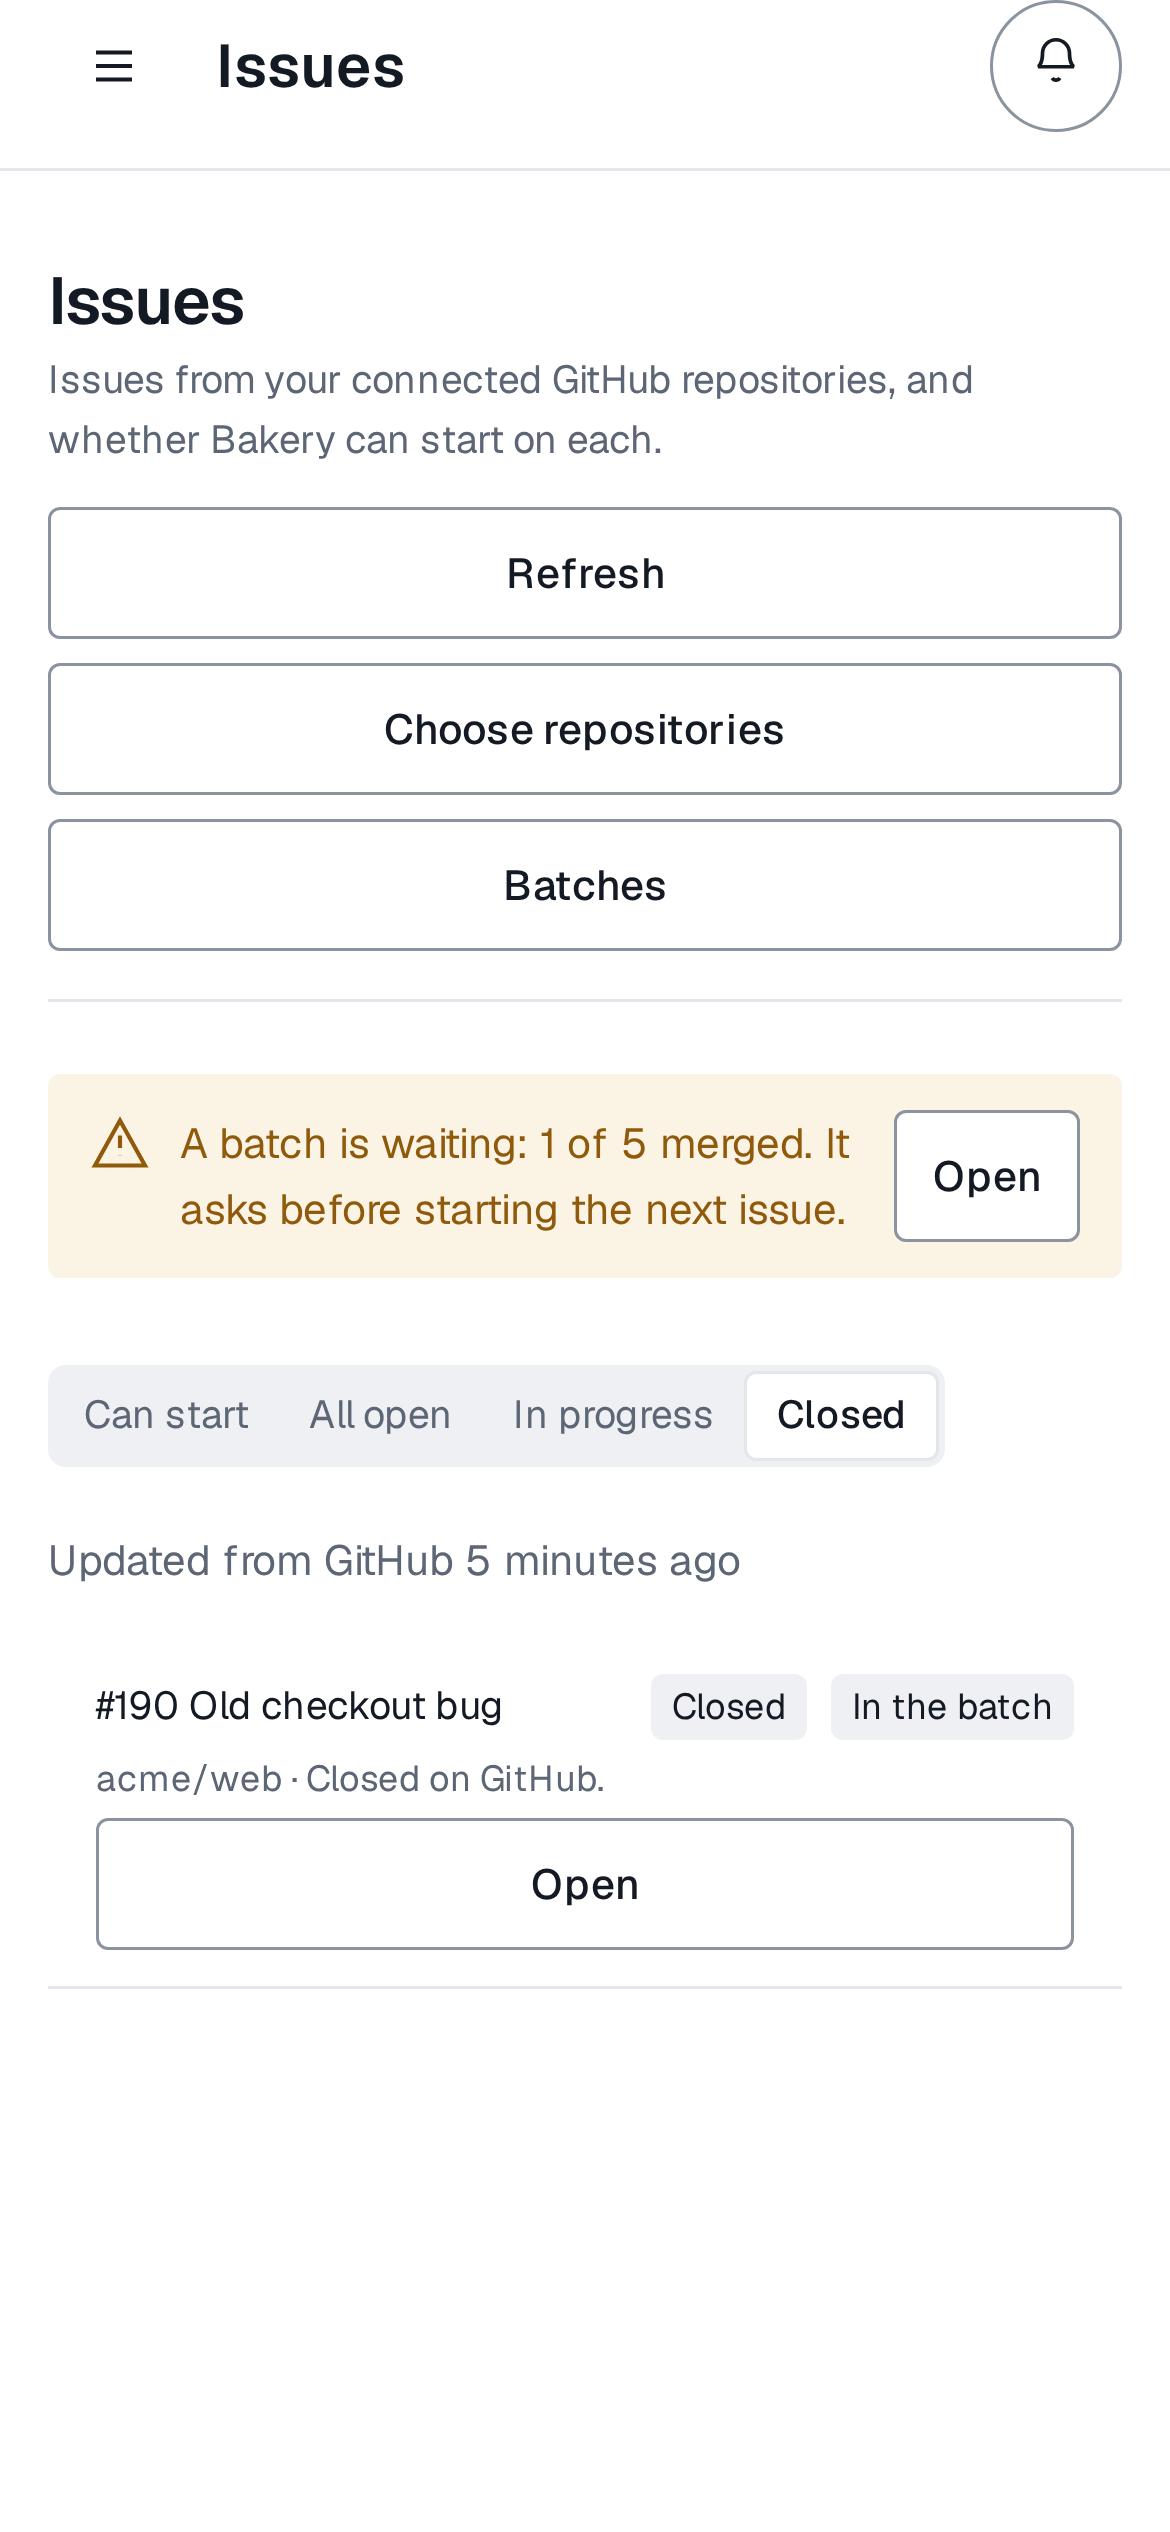 Issues
Issues
Issues from your connected GitHub repositories, and
whether Bakery can start on each.
Refresh
Choose repositories
Batches
A batch is waiting: 1 of 5 merged. It
asks before starting the next issue.
Open
Can start All open In progress Closed
Updated from GitHub 5 minutes ago
#190 Old checkout bug Closed In the batch
acme/web · Closed on GitHub.
Open